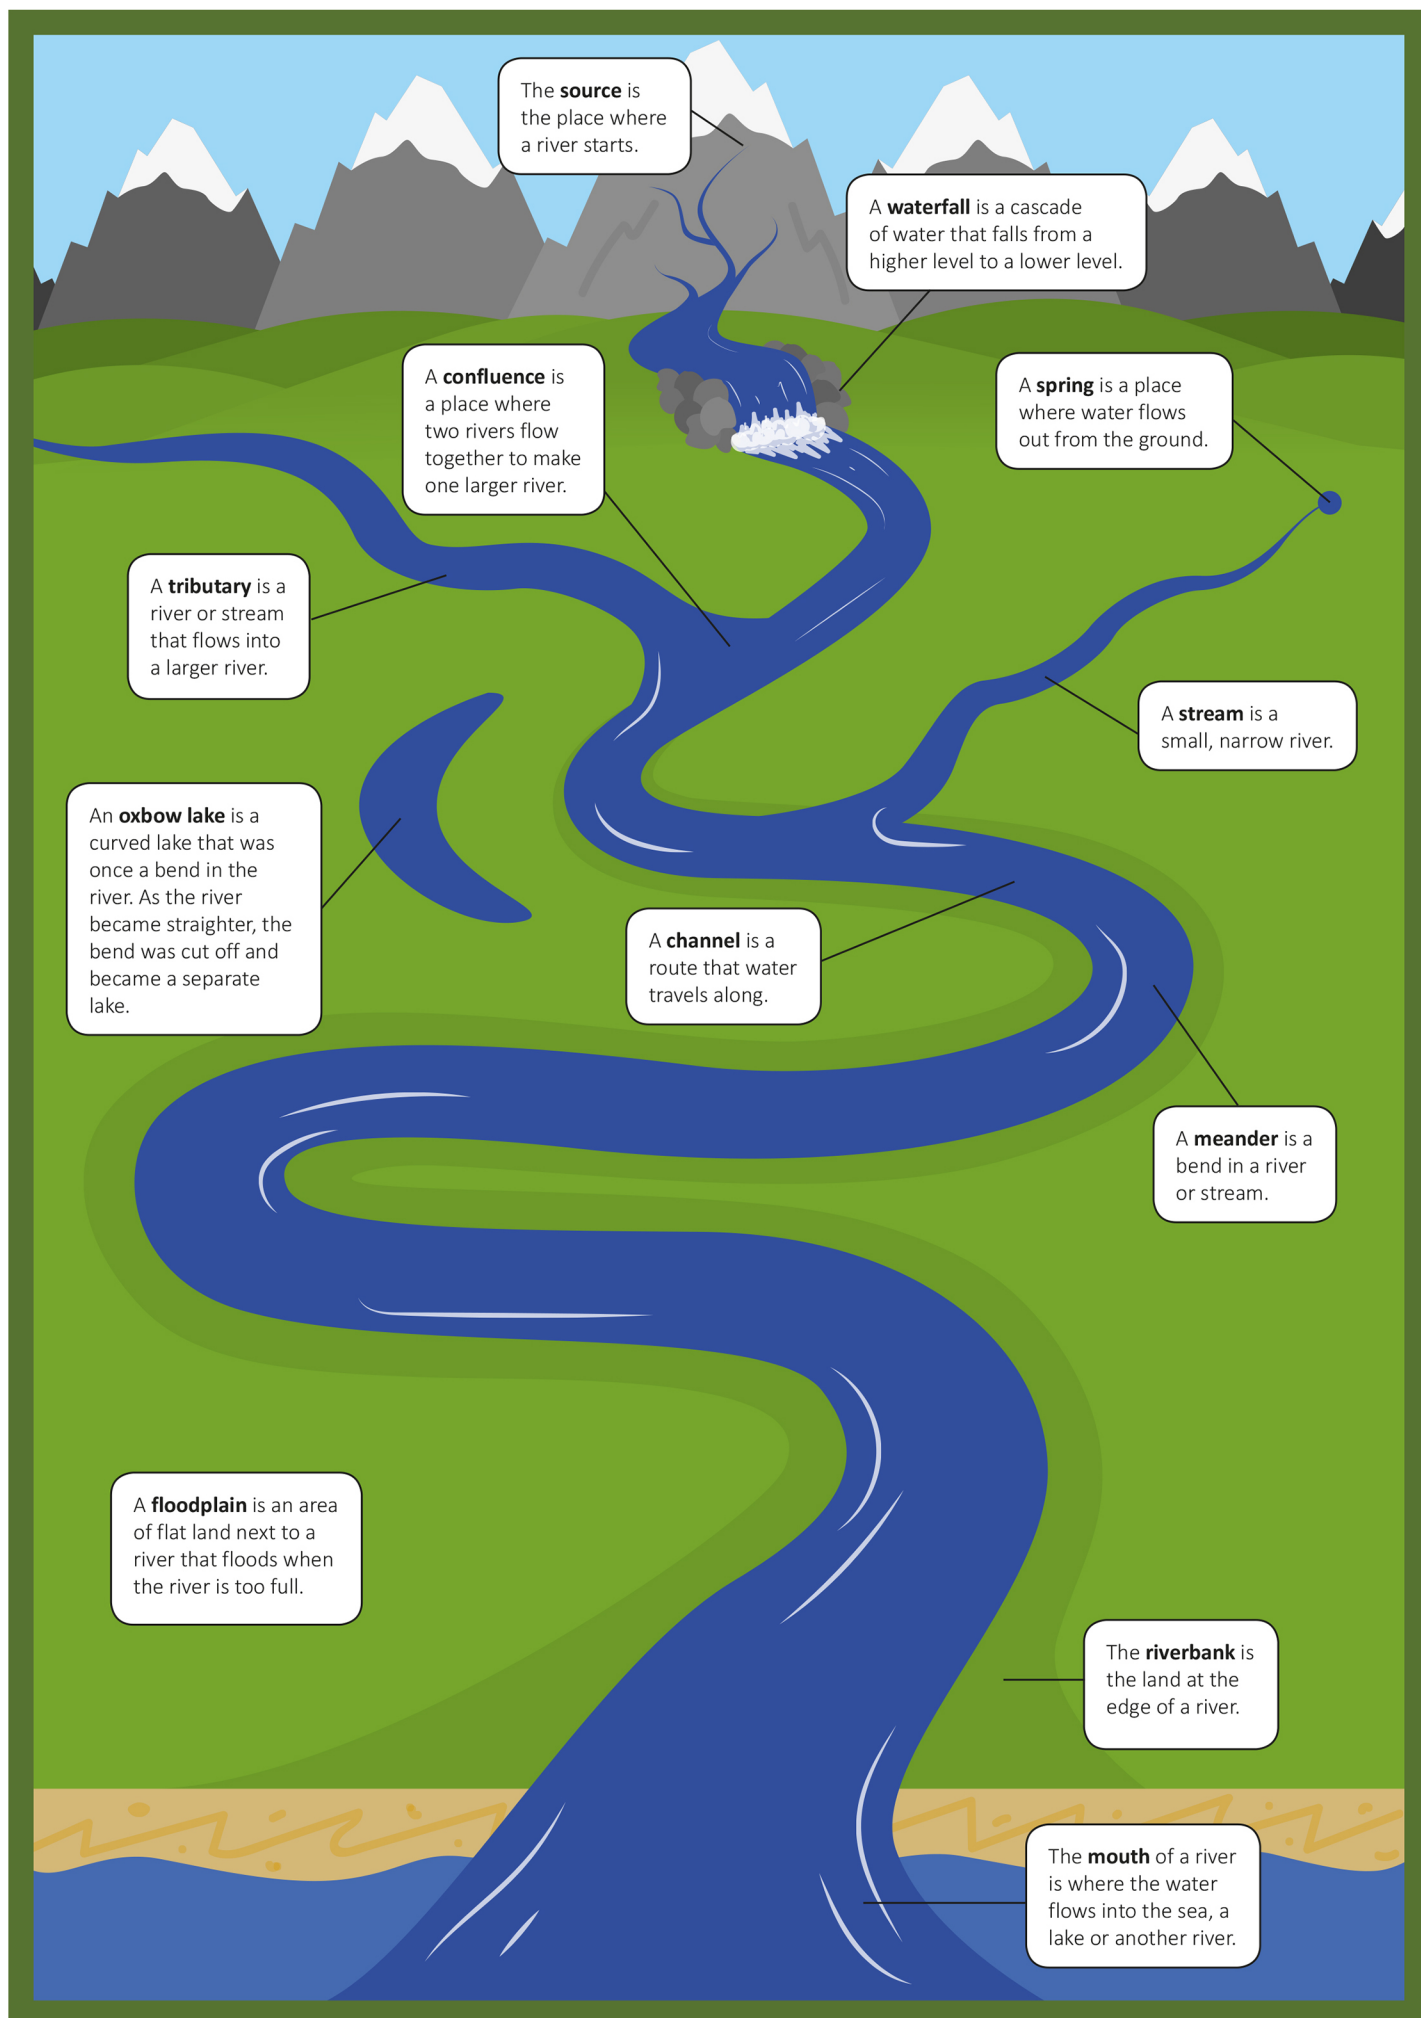 The source is
the place where
a river starts.
A waterfall is a cascade
of water that falls from a
higher level to a lower level.
A confluence is
a place where
two rivers flow
together to make
one larger river.
A spring is a place
where water flows
out from the ground.
A tributary is a
river or stream
that flows into
a larger river.
A stream is a
small, narrow river.
An oxbow lake is a
curved lake that was
once a bend in the
river. As the river
became straighter, the
bend was cut off and
became a separate
lake.
A channel is a
route that water
travels along.
A meander is a
bend in a river
or stream.
A floodplain is an area
of flat land next to a
river that floods when
the river is too full.
The riverbank is
the land at the
edge of a river.
The mouth of a river
is where the water
flows into the sea, a
lake or another river.